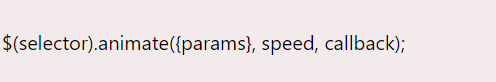 $(selector).animate({params}, speed, callback);